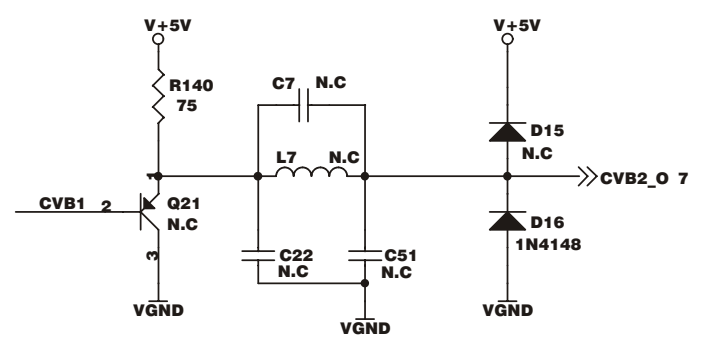 V+5V
V+5V
R140
75
C7
N.C
D15
N.C
L7
N.C
1
CVB2_O 7
CVB1
2
Q21
N.C
D16
1N4148
3
C22
N.C
C51
N.C
VGND
VGND
VGND